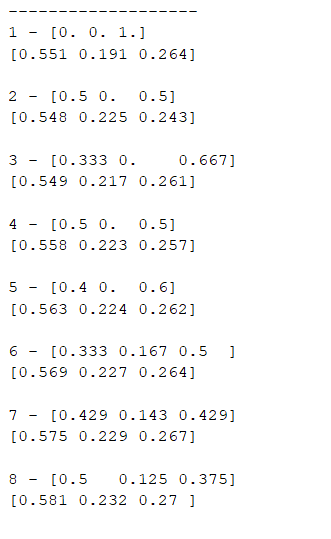 -------------------
1 - [0. 0. 1.]
[0.551 0.191 0.264]
2 - [0.5 0.  0.5]
[0.548 0.225 0.243]
3 - [0.333 0.    0.667]
[0.549 0.217 0.261]
4 - [0.5 0.  0.5]
[0.558 0.223 0.257]
5 - [0.4 0.  0.6]
[0.563 0.224 0.262]
6 - [0.333 0.167 0.5  ]
[0.569 0.227 0.264]
7 - [0.429 0.143 0.429]
[0.575 0.229 0.267]
8 - [0.5   0.125 0.375]
[0.581 0.232 0.27 ]